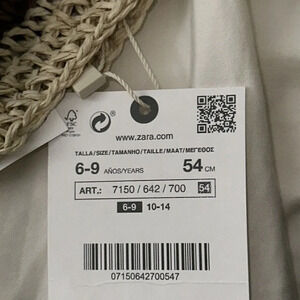 www.zara.com
TALLA/SIZE/TAMANHO/TAILLE/MAAT/ΜΕΓΕΘΟΣ
6-9 AÑOS/YEARS 54 CM
ART.: 7150 / 642 / 700 54
6-9 10-14
07150642700547